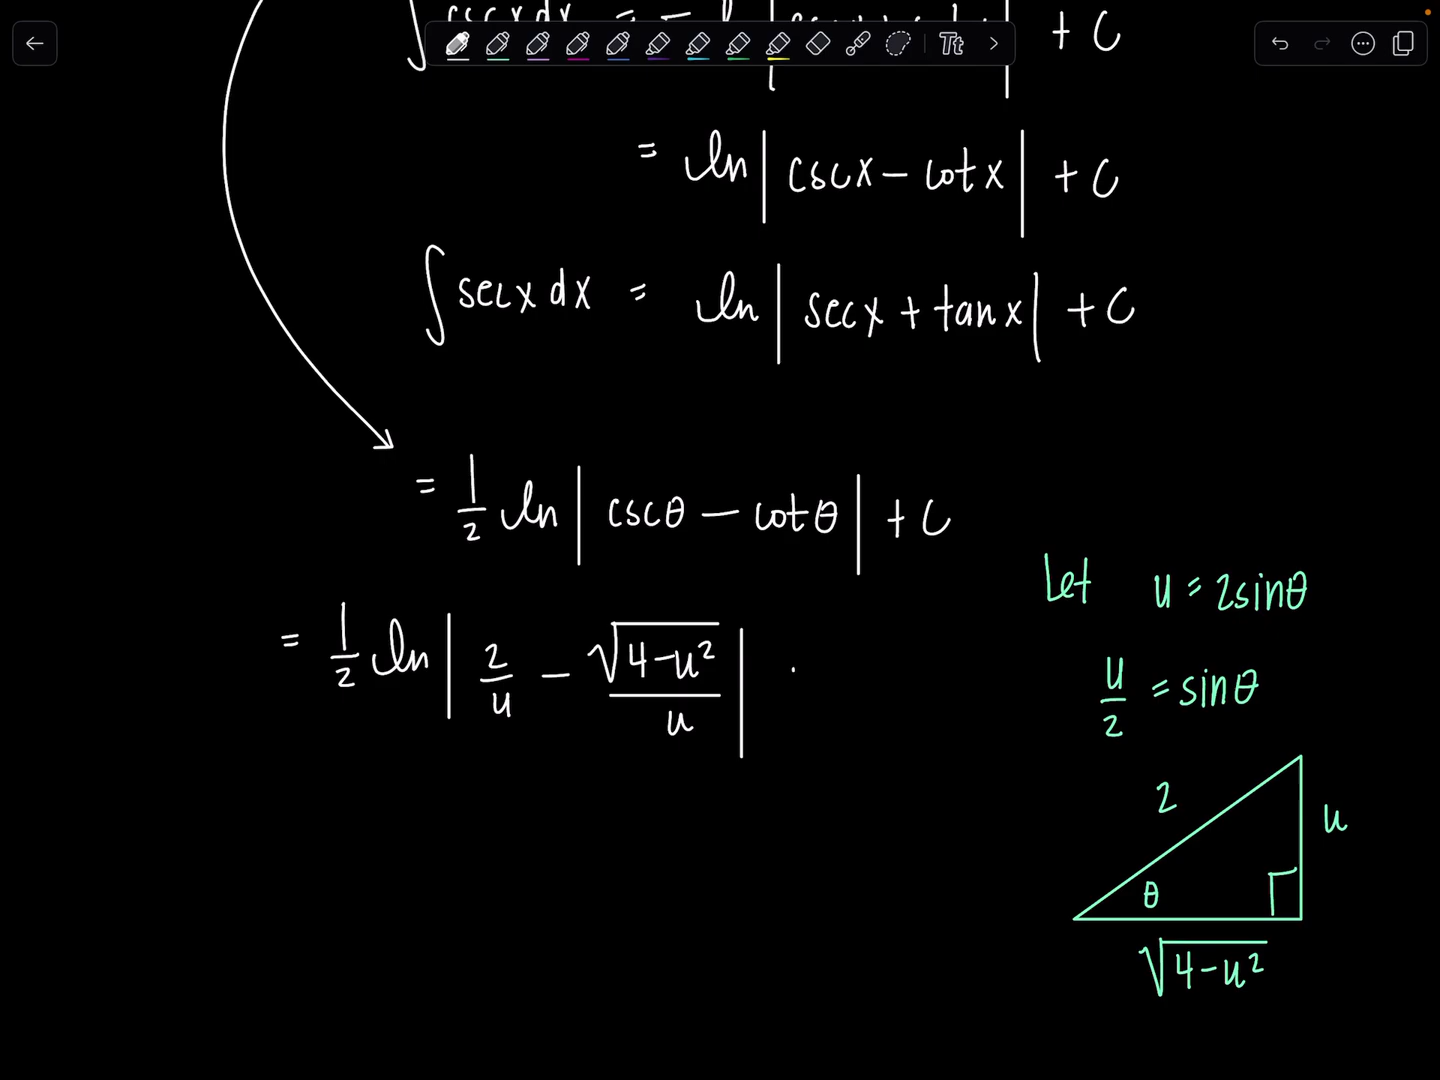 + C
Tt
= ln | cscx - cotx | + C
∫ secx dx = ln | secx + tanx | + C
= 1/2 ln | cscθ - cotθ | + C
Let u = 2sinθ
= 1/2 ln | 2/u - √(4-u²)/u |
u/2 = sinθ
2
u
θ
√(4-u²)